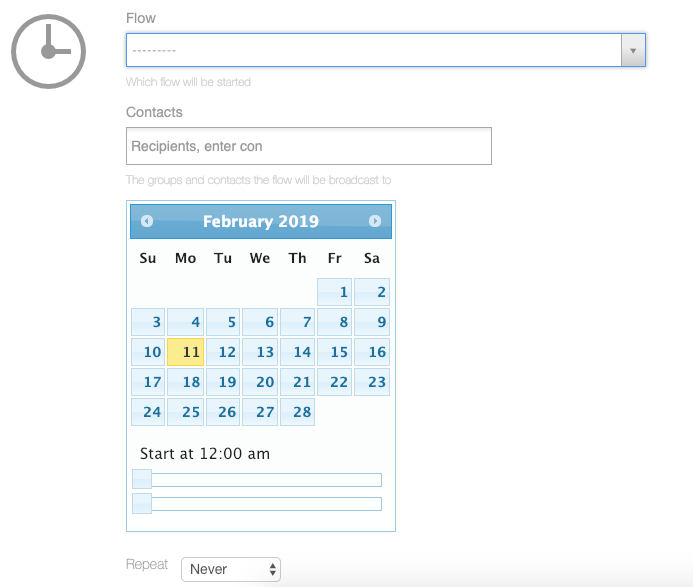 Flow
---------
Which flow will be started
Contacts
Recipients, enter con
The groups and contacts the flow will be broadcast to
February 2019
Su Mo Tu We Th Fr Sa
1 2
3 4 5 6 7 8 9
10 11 12 13 14 15 16
17 18 19 20 21 22 23
24 25 26 27 28
Start at 12:00 am
Repeat Never